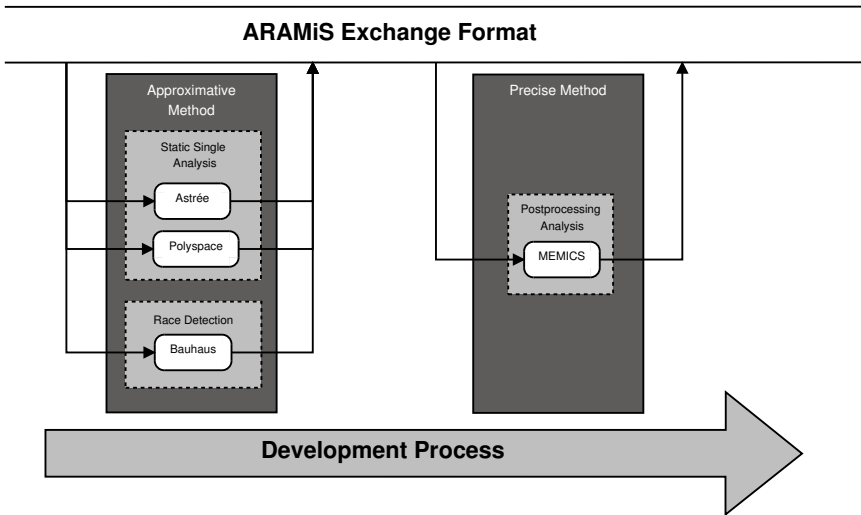 ARAMiS Exchange Format
Approximative
Method
Static Single
Analysis
Astrée
Polyspace
Race Detection
Bauhaus
Precise Method
Postprocessing
Analysis
MEMICS
Development Process